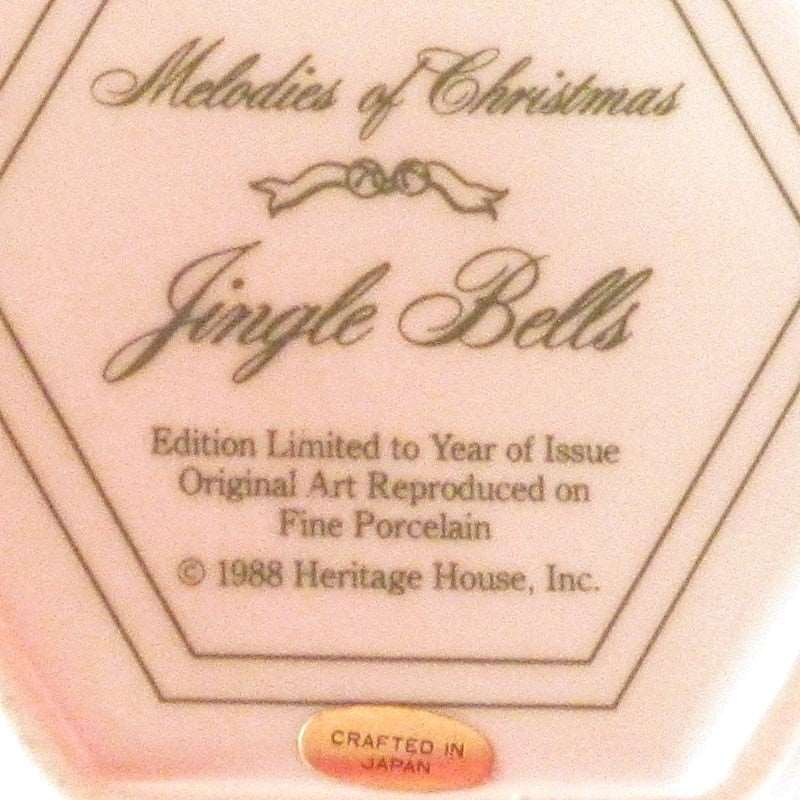 Melodies of Christmas
Jingle Bells
Edition Limited to Year of Issue
Original Art Reproduced on
Fine Porcelain
© 1988 Heritage House, Inc.
CRAFTED IN
JAPAN